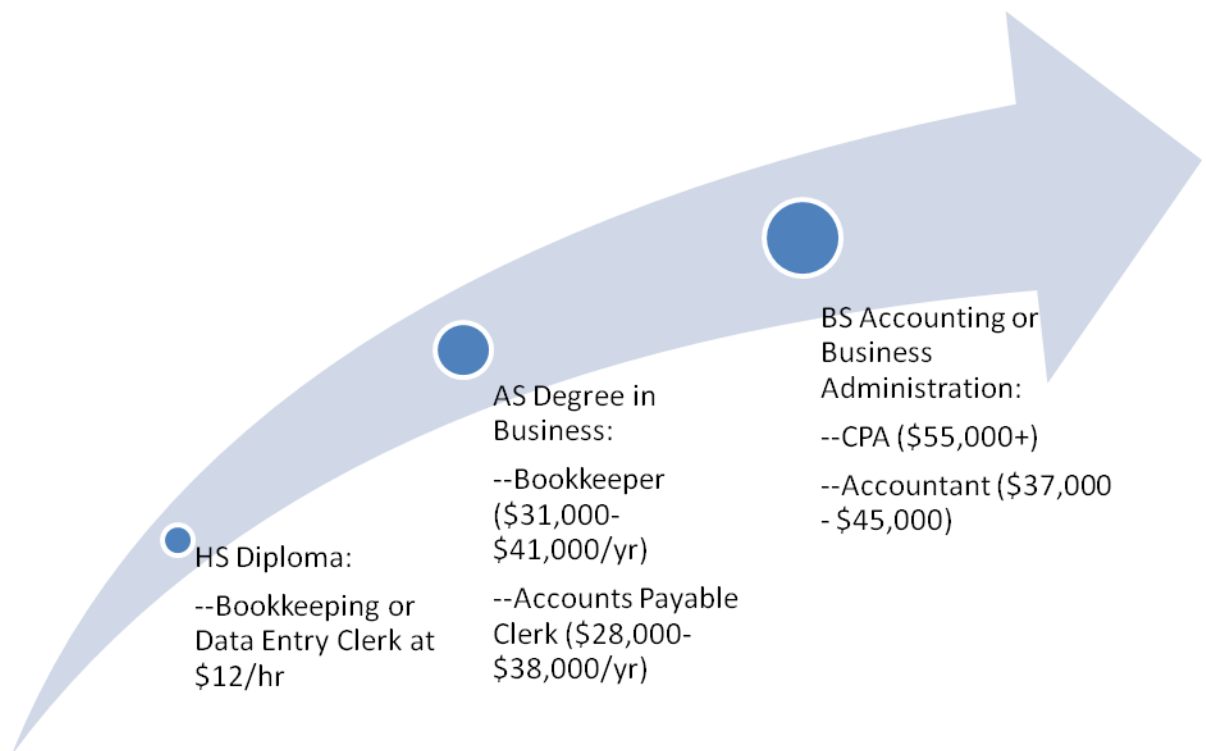 HS Diploma:
--Bookkeeping or
Data Entry Clerk at
$12/hr
AS Degree in
Business:
--Bookkeeper
($31,000-
$41,000/yr)
--Accounts Payable
Clerk ($28,000-
$38,000/yr)
BS Accounting or
Business
Administration:
--CPA ($55,000+)
--Accountant ($37,000
- $45,000)